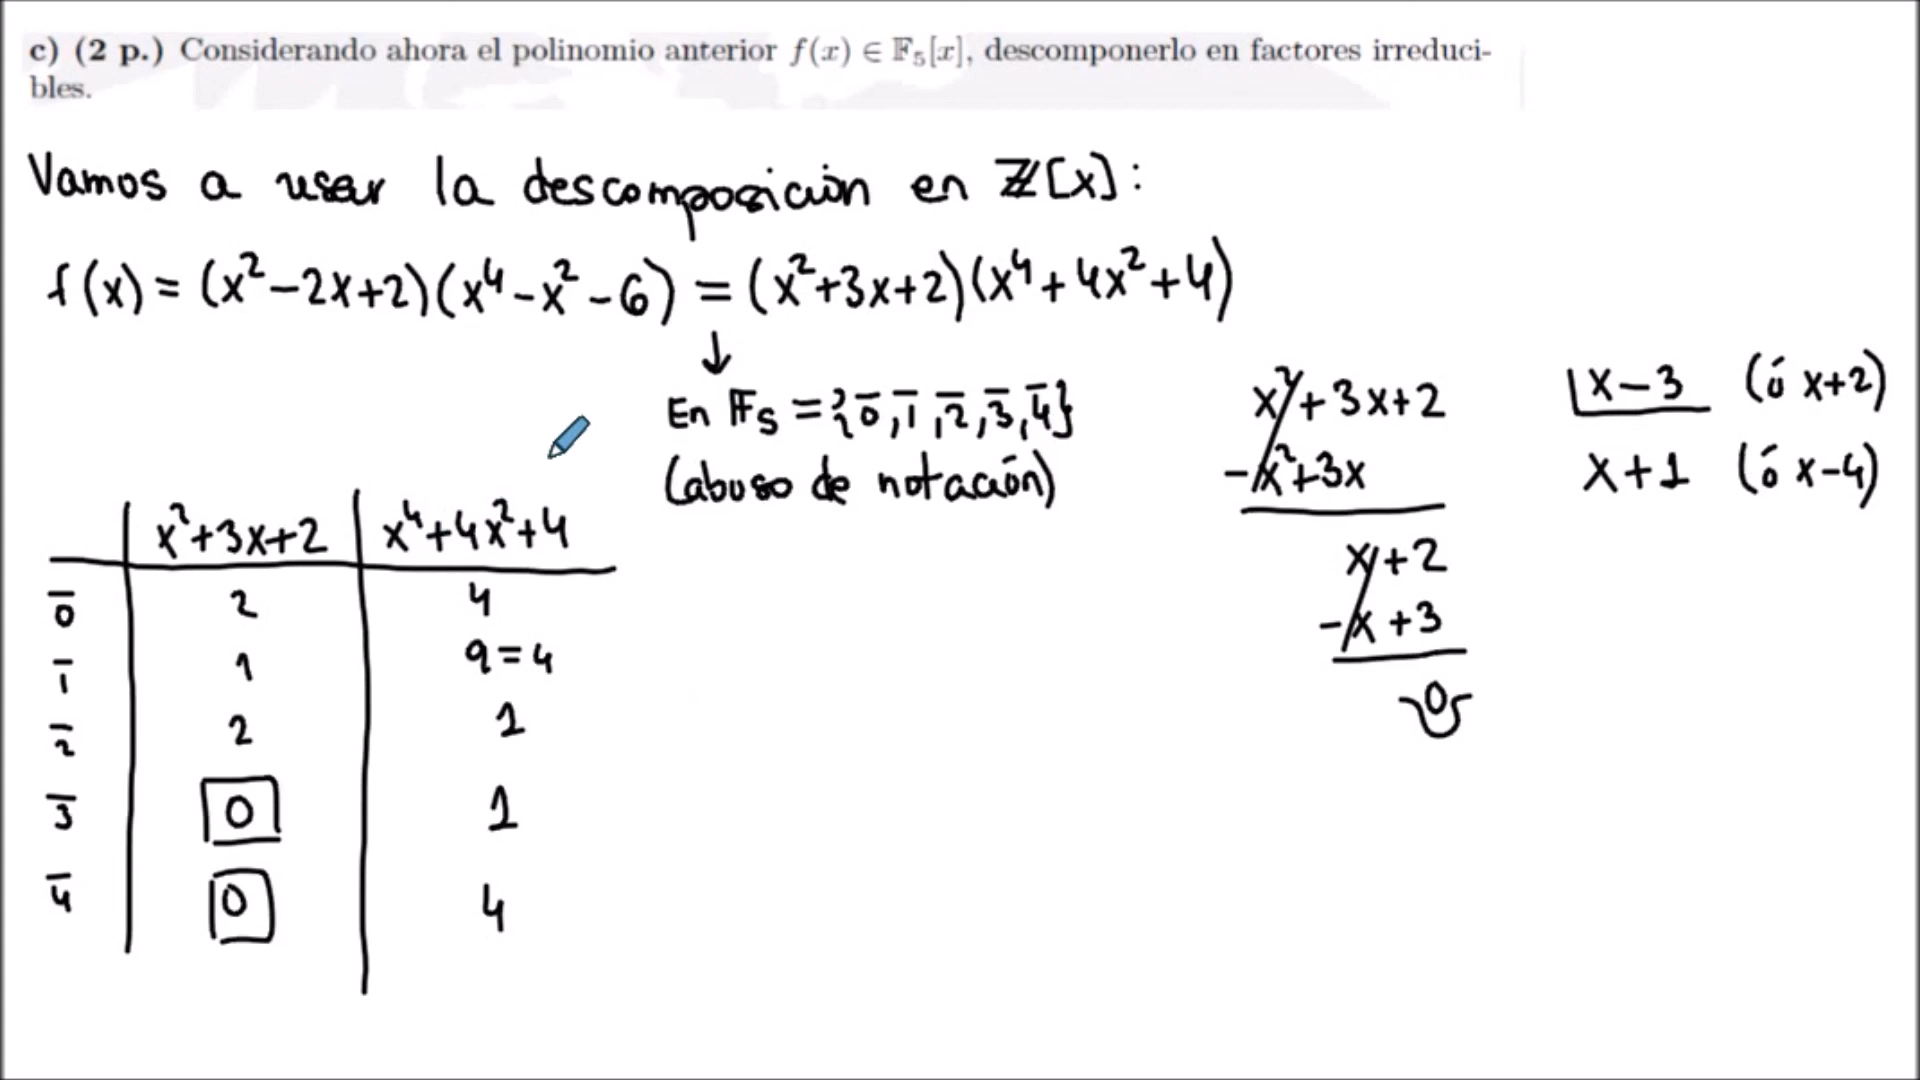 c) (2 p.) Considerando ahora el polinomio anterior f(x) ∈ 𝔽₅[x], descomponerlo en factores irreduci-
bles.
Vamos a usar la descomposición en ℤ[x]:
f(x) = (x²-2x+2)(x⁴-x²-6) = (x²+3x+2)(x⁴+4x²+4)
↓
En 𝔽₅ = {0̅, 1̅, 2̅, 3̅, 4̅}
(abuso de notación)
x²+3x+2 | x⁴+4x²+4
0̅ | 2 | 4
1̅ | 1 | 9=4
2̅ | 2 | 1
3̅ | 0 | 1
4̅ | 0 | 4
x²+3x+2 |x-3 (ó x+2)
-x²+3x x+1 (ó x-4)
x+2
-x+3
0